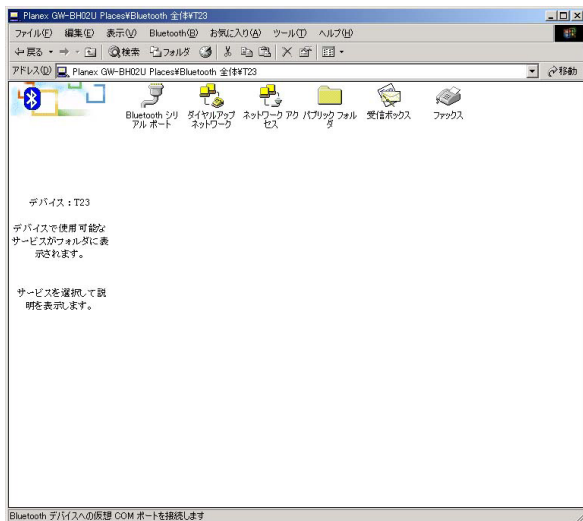 Planex GW-BH02U Places¥Bluetooth 全体¥T23
ファイル(F) 編集(E) 表示(V) Bluetooth(B) お気に入り(A) ツール(T) ヘルプ(H)
戻る 検索 フォルダ
アドレス(D) Planex GW-BH02U Places¥Bluetooth 全体¥T23 移動
Bluetooth シリ
アル ポート
ダイヤルアップ
ネットワーク
ネットワーク アク
セス
パブリック フォル
ダ
受信ボックス
ファックス
デバイス : T23
デバイスで使用可能な
サービスがフォルダに表
示されます。
サービスを選択して説
明を表示します。
Bluetooth デバイスへの仮想 COM ポートを接続します